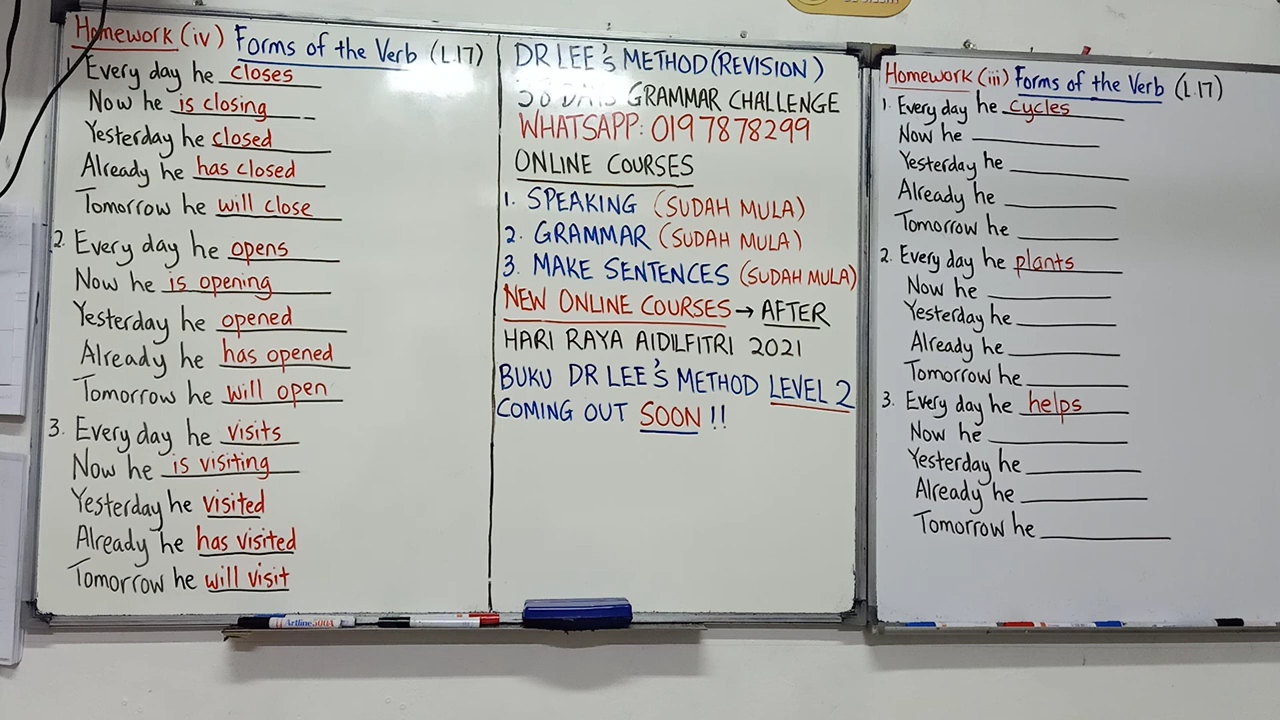 Homework (iv) Forms of the Verb (L.17)
1. Every day he closes
Now he is closing
Yesterday he closed
Already he has closed
Tomorrow he will close
2. Every day he opens
Now he is opening
Yesterday he opened
Already he has opened
Tomorrow he will open
3. Every day he visits
Now he is visiting
Yesterday he visited
Already he has visited
Tomorrow he will visit
DR LEE'S METHOD (REVISION)
DAYS GRAMMAR CHALLENGE
WHATSAPP: 0197878299
ONLINE COURSES
1. SPEAKING (SUDAH MULA)
2. GRAMMAR (SUDAH MULA)
3. MAKE SENTENCES (SUDAH MULA)
NEW ONLINE COURSES → AFTER
HARI RAYA AIDILFITRI 2021
BUKU DR LEE'S METHOD LEVEL 2
COMING OUT SOON !!
Homework (iii) Forms of the Verb (L.17)
1. Every day he cycles
Now he
Yesterday he
Already he
Tomorrow he
2. Every day he plants
Now he
Yesterday he
Already he
Tomorrow he
3. Every day he helps
Now he
Yesterday he
Already he
Tomorrow he
Artline 500A